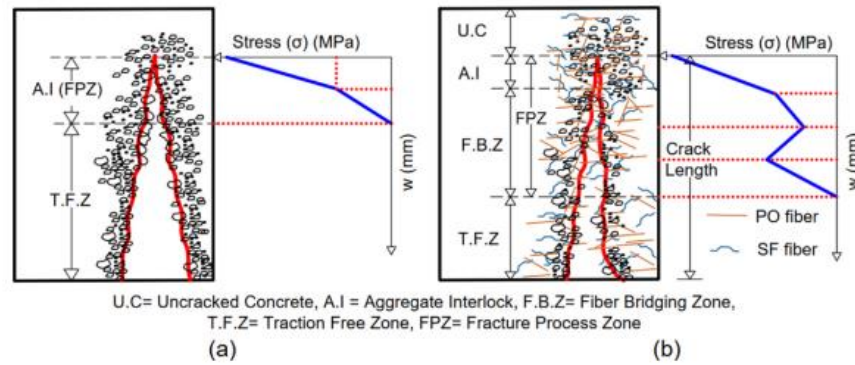 Stress (σ) (MPa)
A.I (FPZ)
T.F.Z
w (mm)
U.C
A.I
F.B.Z
T.F.Z
FPZ
Stress (σ) (MPa)
Crack
Length
w (mm)
PO fiber
SF fiber
U.C= Uncracked Concrete, A.I = Aggregate Interlock, F.B.Z= Fiber Bridging Zone,
T.F.Z= Traction Free Zone, FPZ= Fracture Process Zone
(a)
(b)